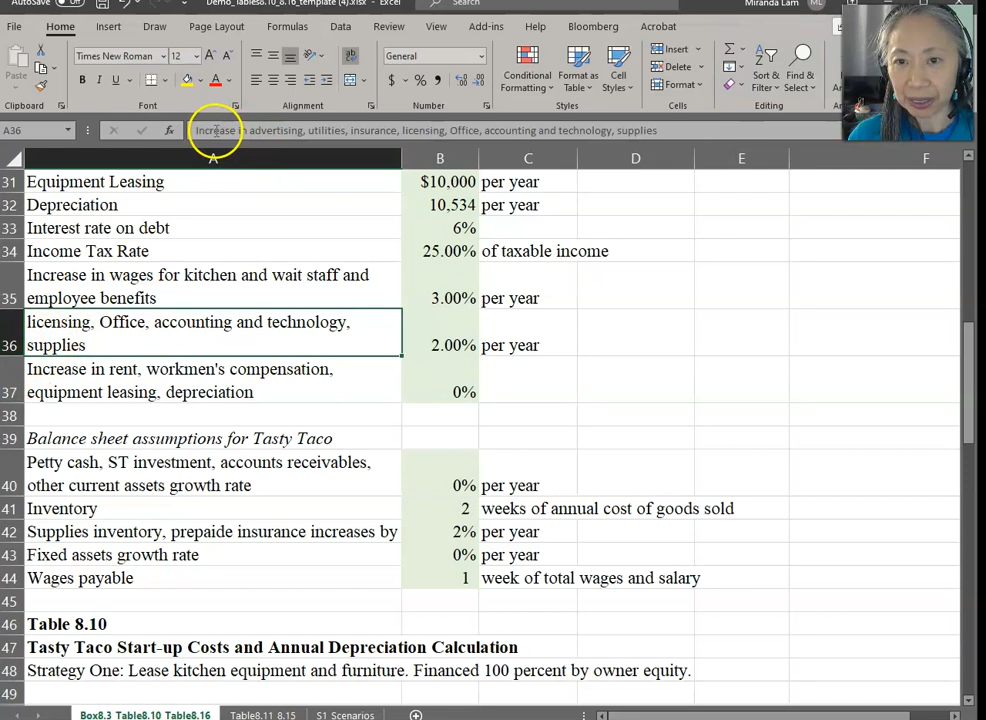 AutoSave Off Demo_Tables8.10_8.16_template (4).xlsx - Excel Search Miranda Lam ML
File Home Insert Draw Page Layout Formulas Data Review View Add-ins Bloomberg Acrobat
Times New Roman 12 General Insert
Paste Conditional Formatting Format as Table Cell Styles Delete Sort & Filter Find & Select
Format
Clipboard Font Alignment Number Styles Cells Editing
A36 fx Increase in advertising, utilities, insurance, licensing, Office, accounting and technology, supplies
A B C D E F
31 Equipment Leasing $10,000 per year
32 Depreciation 10,534 per year
33 Interest rate on debt 6%
34 Income Tax Rate 25.00% of taxable income
Increase in wages for kitchen and wait staff and
35 employee benefits 3.00% per year
licensing, Office, accounting and technology,
36 supplies 2.00% per year
Increase in rent, workmen's compensation,
37 equipment leasing, depreciation 0%
38
39 Balance sheet assumptions for Tasty Taco
Petty cash, ST investment, accounts receivables,
40 other current assets growth rate 0% per year
41 Inventory 2 weeks of annual cost of goods sold
42 Supplies inventory, prepaide insurance increases by 2% per year
43 Fixed assets growth rate 0% per year
44 Wages payable 1 week of total wages and salary
45
46 Table 8.10
47 Tasty Taco Start-up Costs and Annual Depreciation Calculation
48 Strategy One: Lease kitchen equipment and furniture. Financed 100 percent by owner equity.
49
Box8.3 Table8.10 Table8.16 Table8.11_8.15 S1 Scenarios